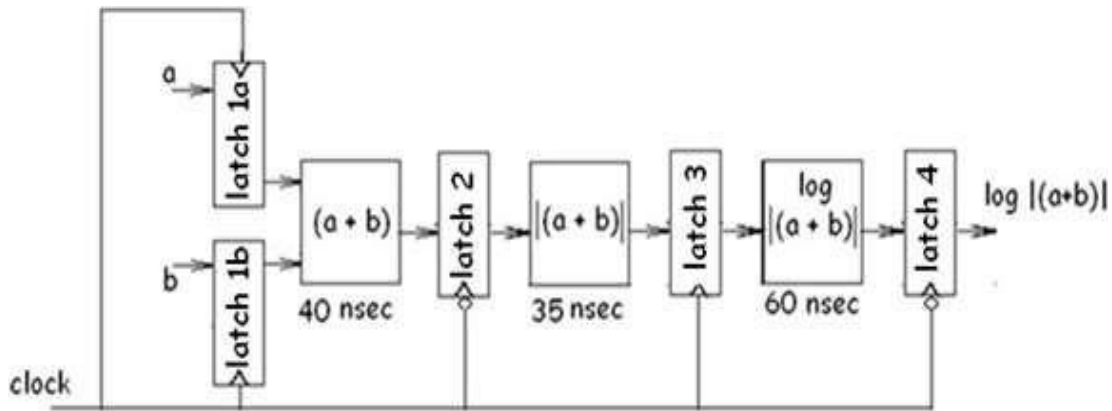 a
latch 1a
latch 2
latch 3
log
latch 4
log |(a+b)|
(a + b)
|(a + b)|
|(a + b)|
b
latch 1b
40 nsec
35 nsec
60 nsec
clock